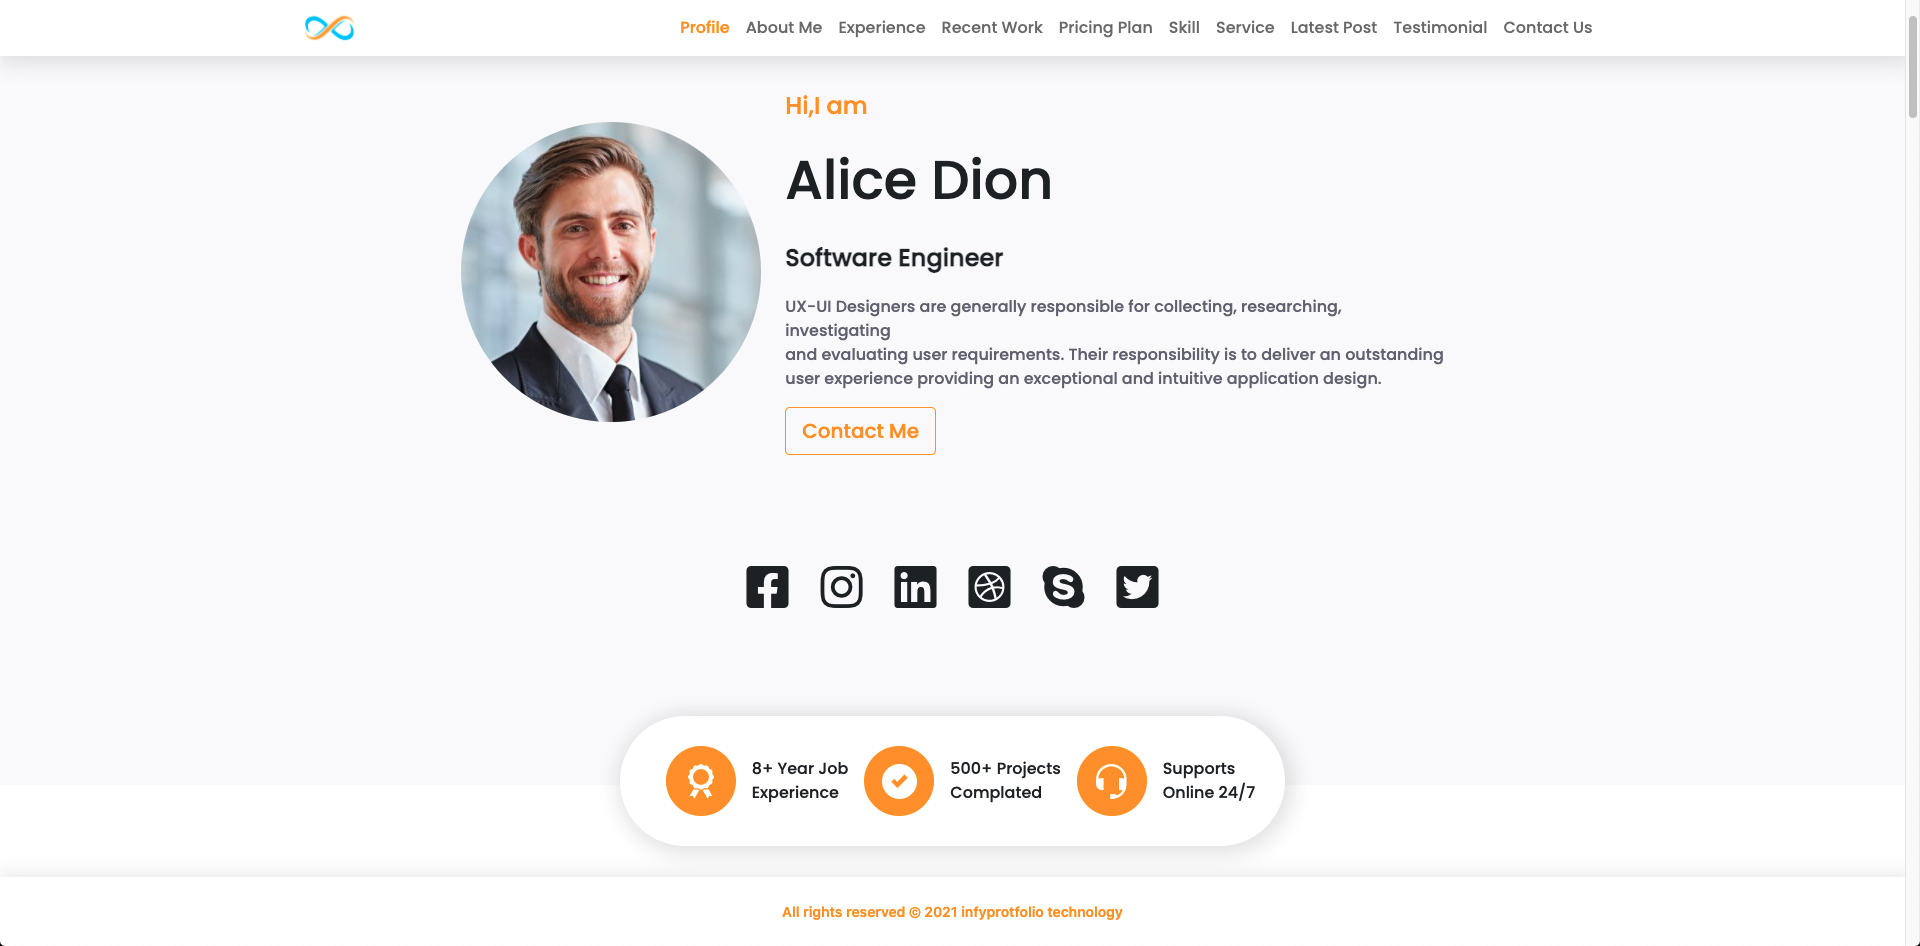 Profile About Me Experience Recent Work Pricing Plan Skill Service Latest Post Testimonial Contact Us
Hi,I am
Alice Dion
Software Engineer
UX-UI Designers are generally responsible for collecting, researching,
investigating
and evaluating user requirements. Their responsibility is to deliver an outstanding
user experience providing an exceptional and intuitive application design.
Contact Me
8+ Year Job
Experience
500+ Projects
Complated
Supports
Online 24/7
All rights reserved © 2021 infyprotfolio technology